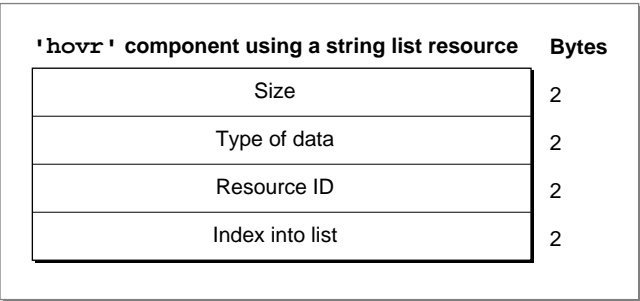 'hovr' component using a string list resource Bytes
Size 2
Type of data 2
Resource ID 2
Index into list 2